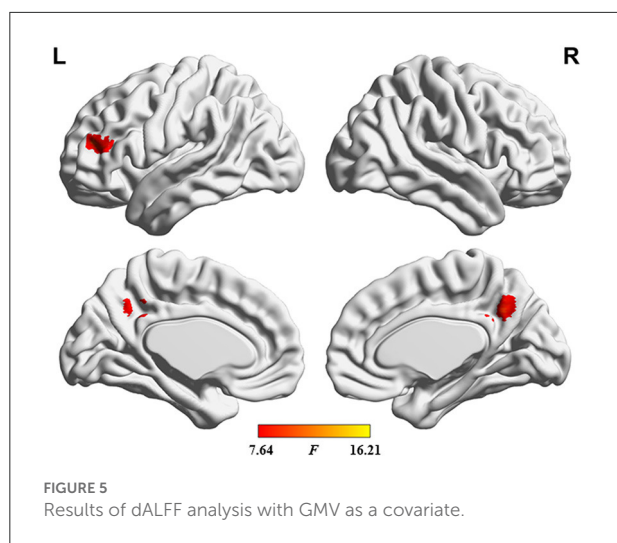 L
R
7.64 F 16.21
FIGURE 5
Results of dALFF analysis with GMV as a covariate.